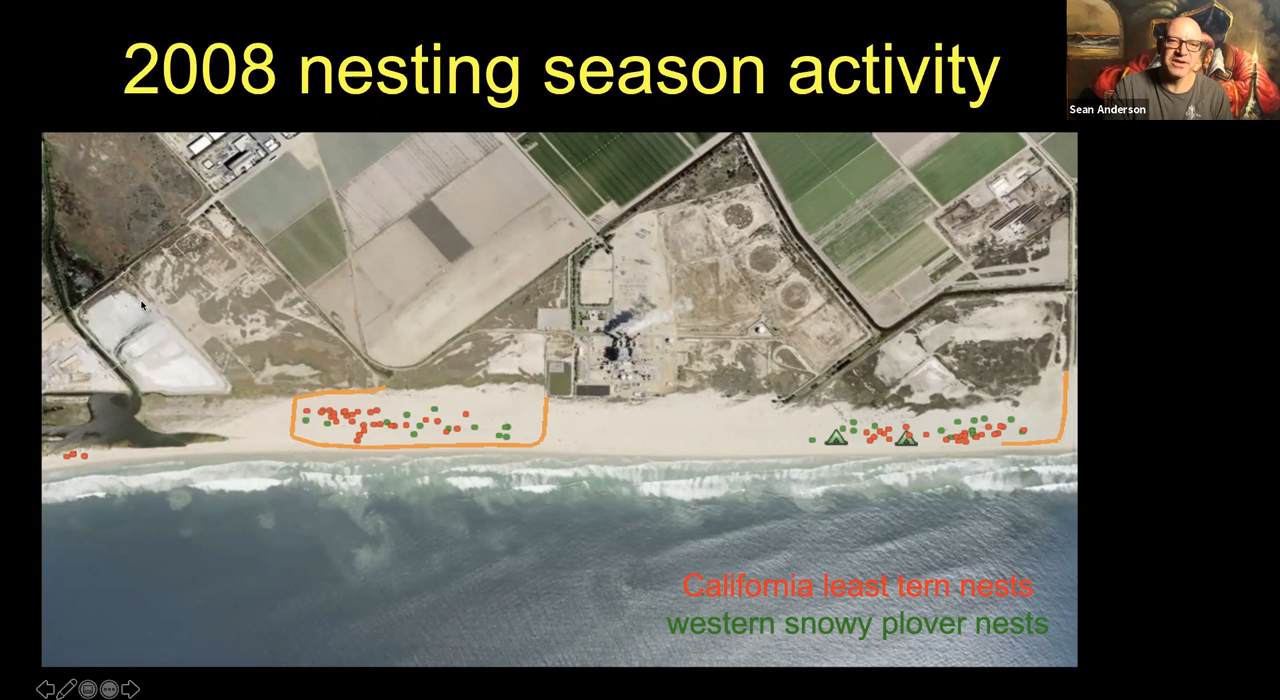 2008 nesting season activity
Sean Anderson
California least tern nests
western snowy plover nests